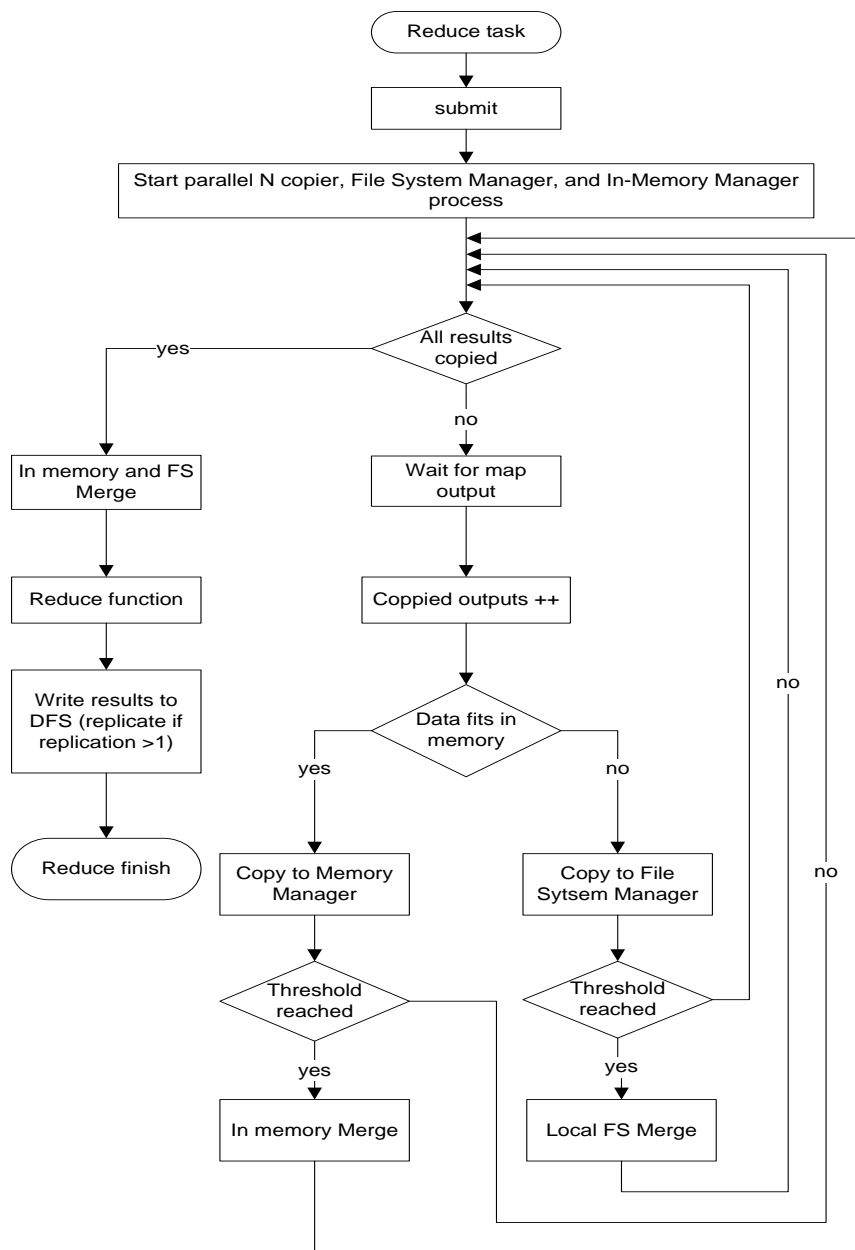 Reduce task
submit
Start parallel N copier, File System Manager, and In-Memory Manager
process
All results
copied
yes
no
In memory and FS
Merge
Wait for map
output
Reduce function
Coppied outputs ++
Write results to
DFS (replicate if
replication >1)
Data fits in
memory
no
yes
no
Reduce finish
Copy to Memory
Manager
Copy to File
Sytsem Manager
no
Threshold
reached
Threshold
reached
yes
yes
In memory Merge
Local FS Merge